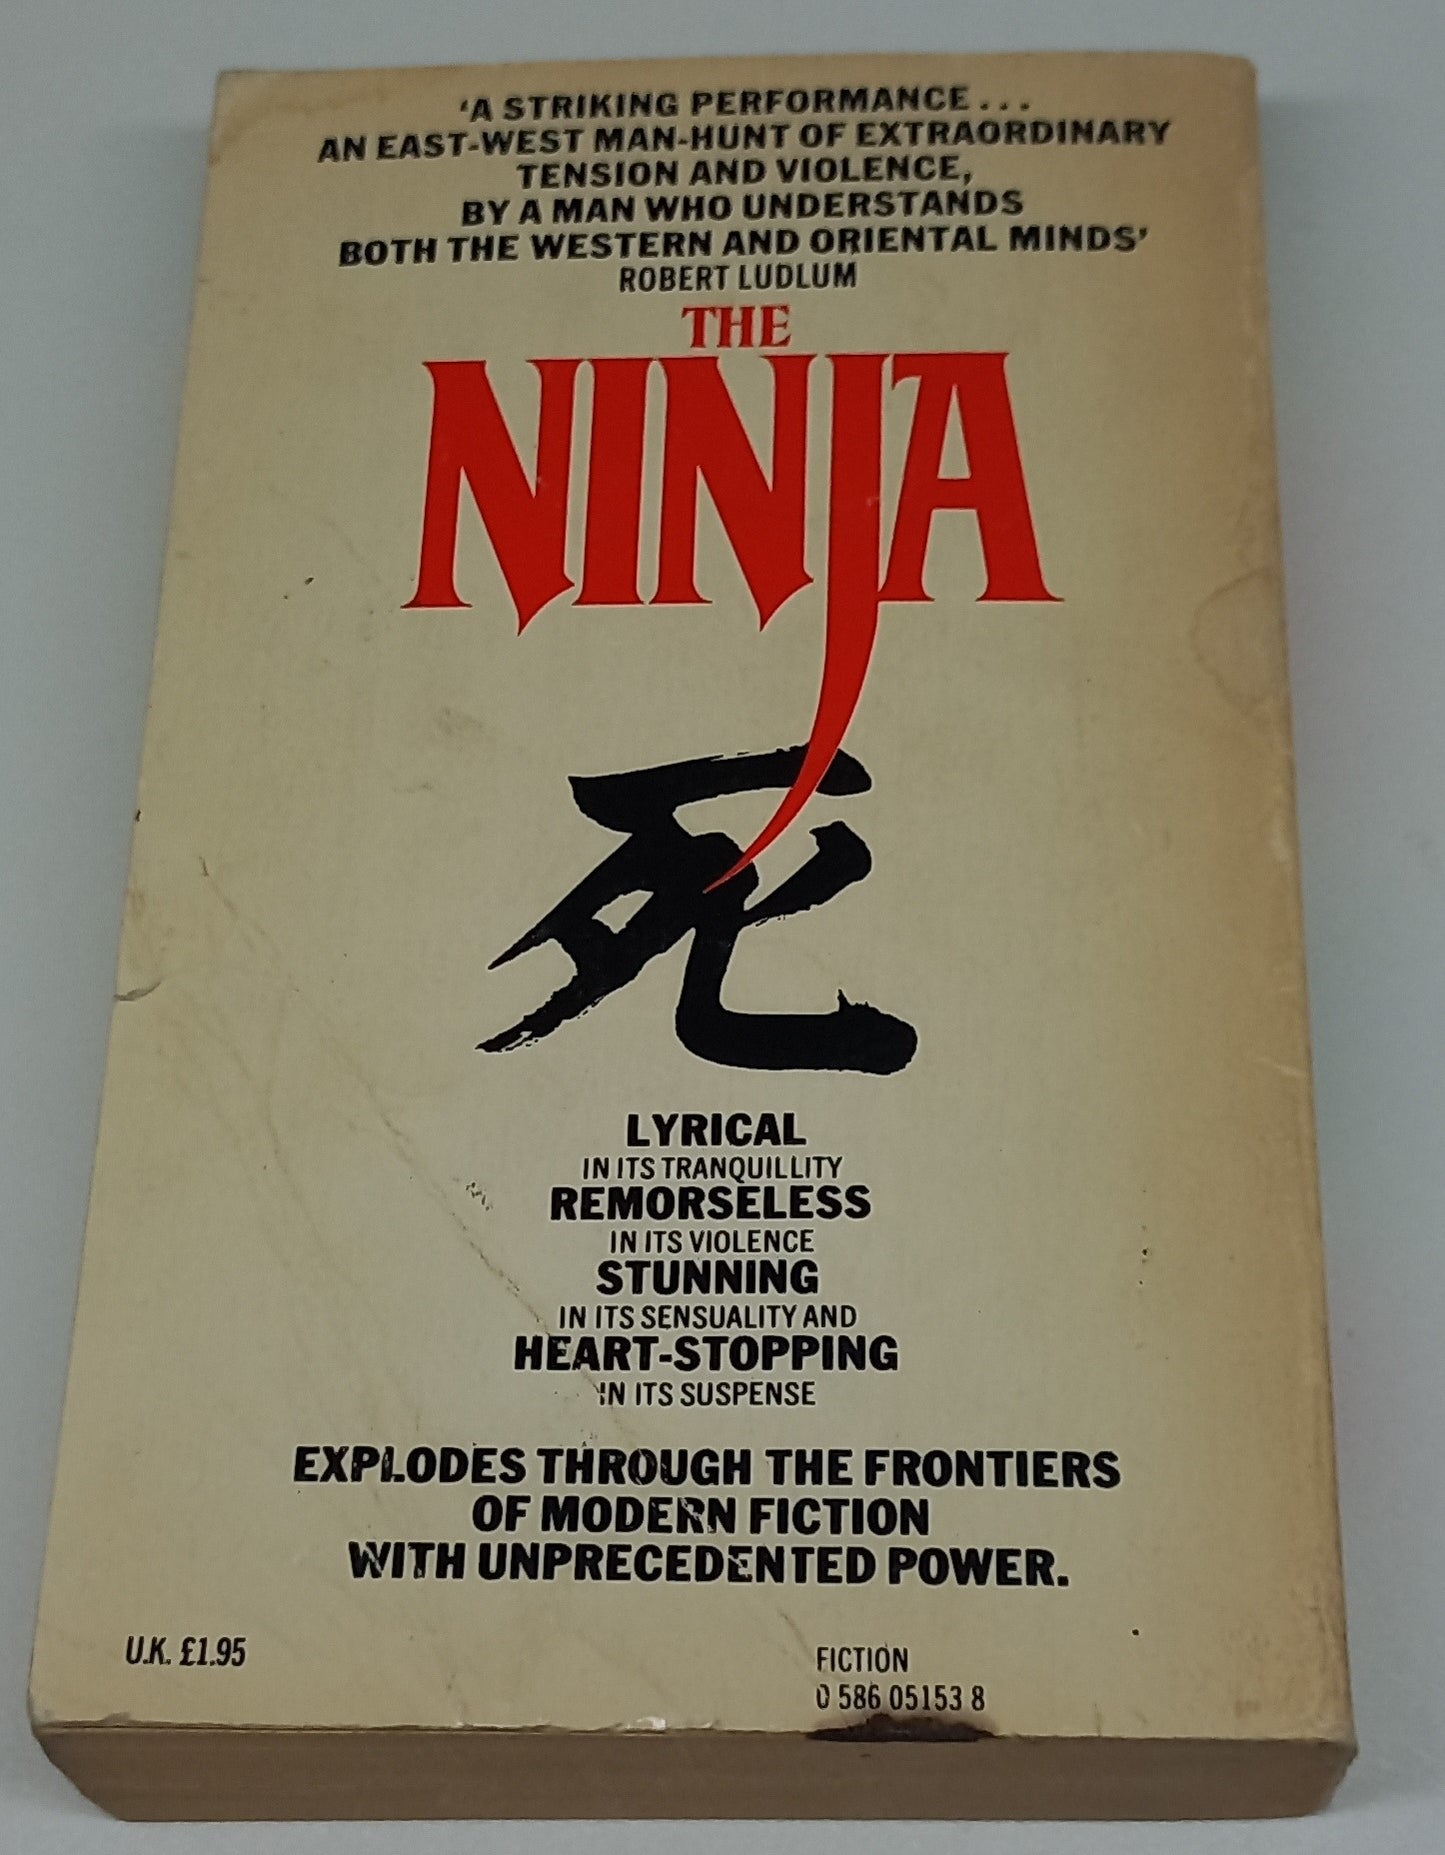 'A STRIKING PERFORMANCE...
AN EAST-WEST MAN-HUNT OF EXTRAORDINARY
TENSION AND VIOLENCE,
BY A MAN WHO UNDERSTANDS
BOTH THE WESTERN AND ORIENTAL MINDS'
ROBERT LUDLUM
THE
NINJA
死
LYRICAL
IN ITS TRANQUILLITY
REMORSELESS
IN ITS VIOLENCE
STUNNING
IN ITS SENSUALITY AND
HEART-STOPPING
IN ITS SUSPENSE
EXPLODES THROUGH THE FRONTIERS
OF MODERN FICTION
WITH UNPRECEDENTED POWER.
U.K. £1.95
FICTION
0 586 05153 8